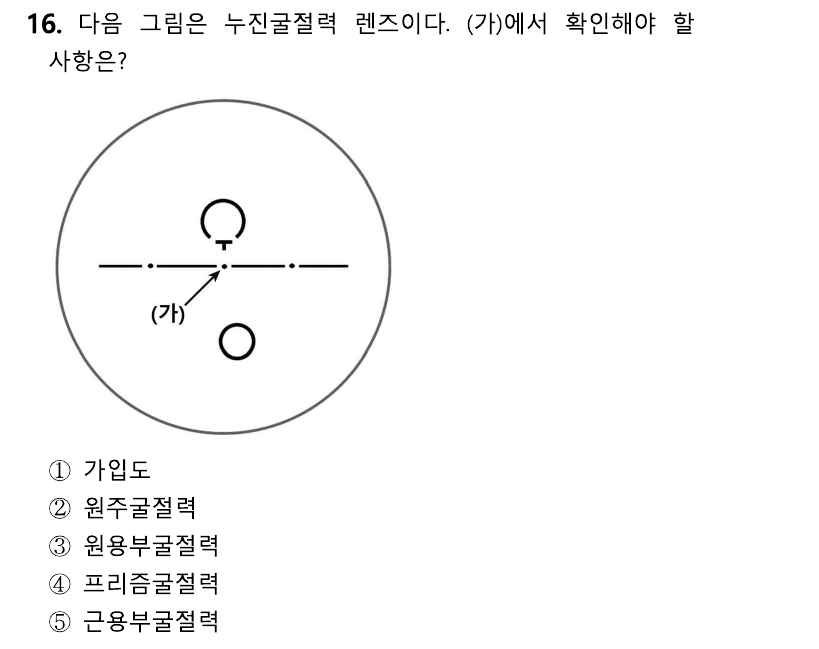 16. 다음 그림은 누진굴절력 렌즈이다. (가)에서 확인해야 할
사항은?
(가)
① 가입도
② 원주굴절력
③ 원용부굴절력
④ 프리즘굴절력
⑤ 근용부굴절력